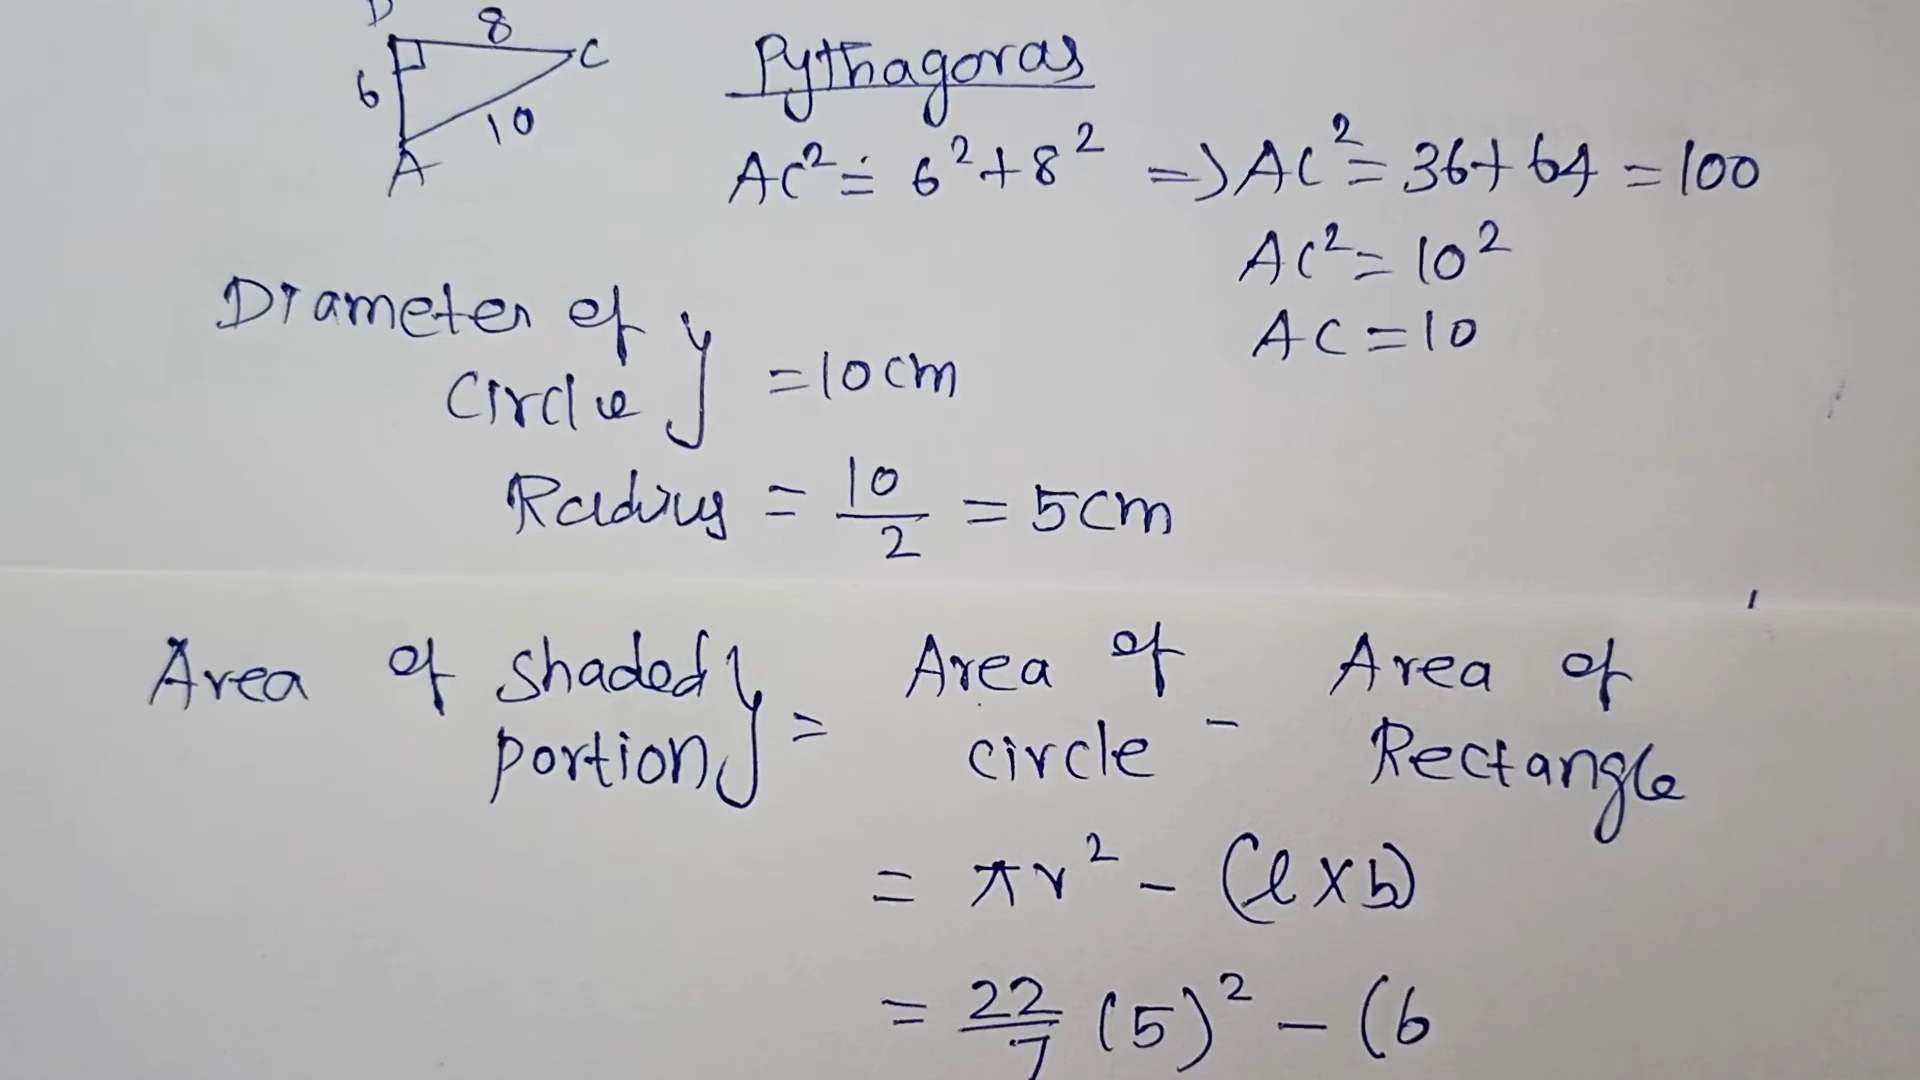 D 8
C
6
10
A
Pythagoras
AC² = 6² + 8² => AC² = 36 + 64 = 100
AC² = 10²
AC = 10
Diameter of
Circle } = 10cm
Radius = 10/2 = 5cm
Area of shaded Area of Area of
portion } = circle - Rectangle
= πr² - (l×b)
= 22/7 (5)² - (6